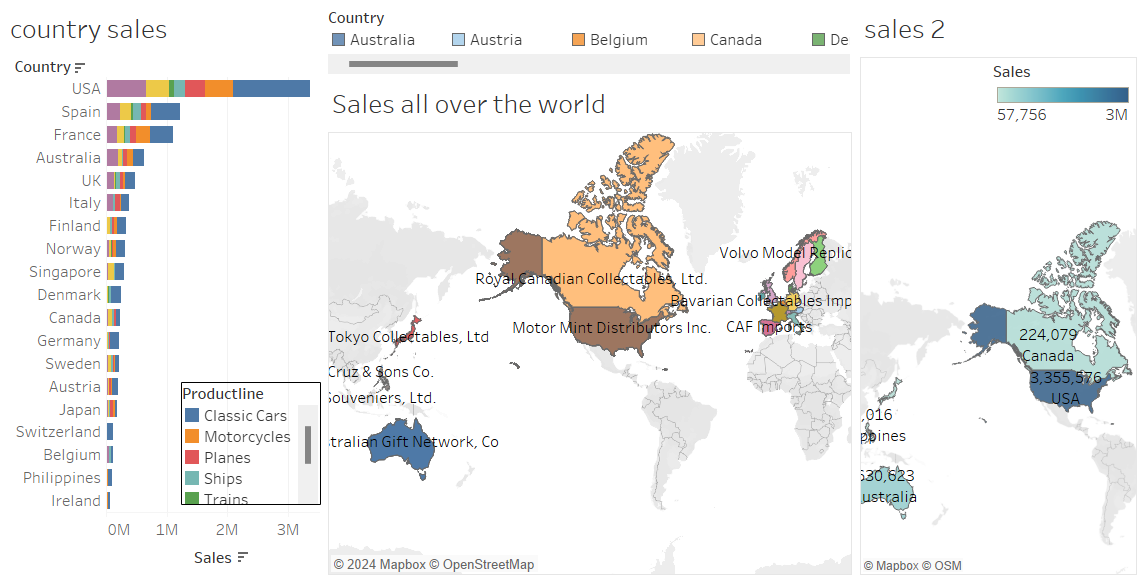 country sales
Country
USA
Spain
France
Australia
UK
Italy
Finland
Norway
Singapore
Denmark
Canada
Germany
Sweden
Austria
Japan
Switzerland
Belgium
Philippines
Ireland
0M 1M 2M 3M
Sales
Productline
Classic Cars
Motorcycles
Planes
Ships
Trains
Country
Australia Austria Belgium Canada De
Sales all over the world
Volvo Model Replic
Royal Canadian Collectables, Ltd.
Bavarian Collectables Imp
Motor Mint Distributors Inc. CAF Imports
Tokyo Collectables, Ltd
Cruz & Sons Co.
Souveniers, Ltd.
stralian Gift Network, Co
© 2024 Mapbox © OpenStreetMap
sales 2
Sales
57,756 3M
224,079
Canada
3,355,576
USA
,016
ppines
630,623
ustralia
© Mapbox © OSM